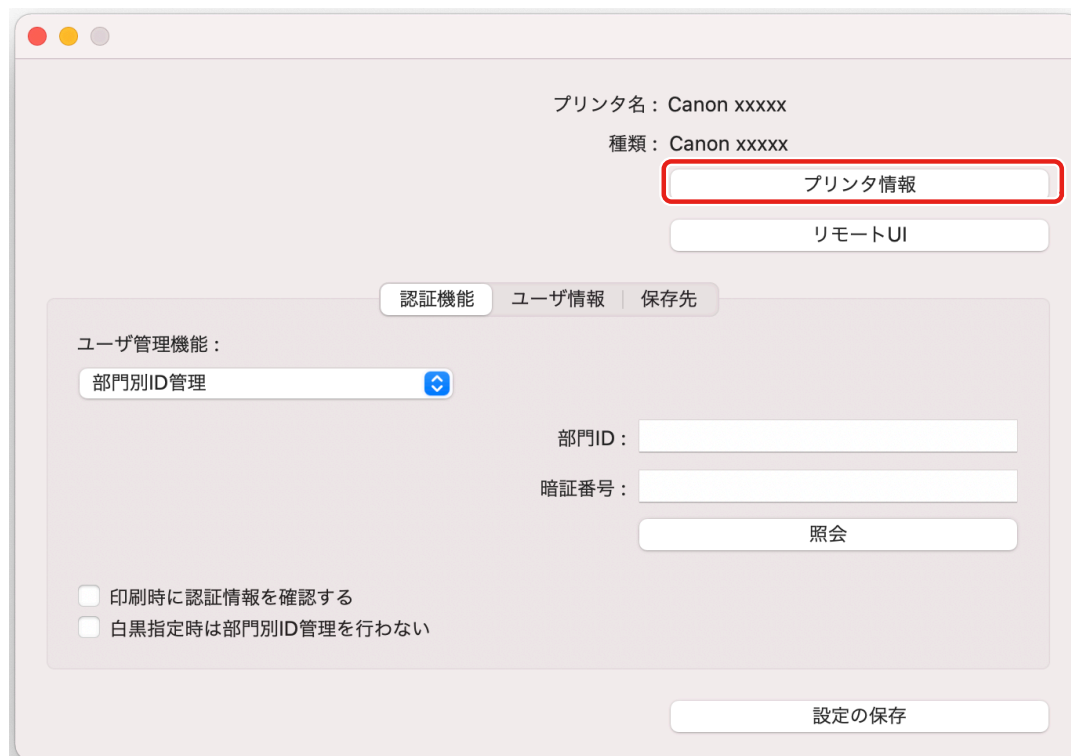 プリンタ名： Canon xxxxx
種類： Canon xxxxx
プリンタ情報
リモートUI
認証機能 ユーザ情報 保存先
ユーザ管理機能：
部門別ID管理
部門ID：
暗証番号：
照会
印刷時に認証情報を確認する
白黒指定時は部門別ID管理を行わない
設定の保存